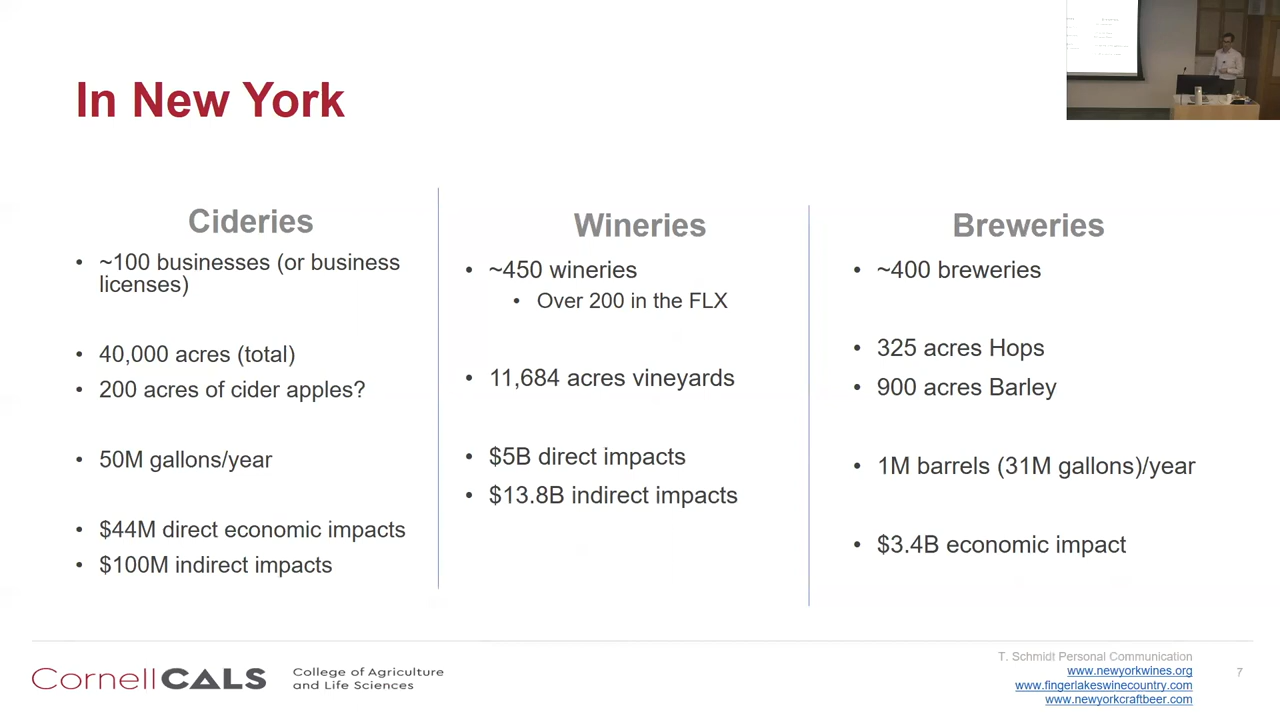 In New York
Cideries
• ~100 businesses (or business
licenses)
• 40,000 acres (total)
• 200 acres of cider apples?
• 50M gallons/year
• $44M direct economic impacts
• $100M indirect impacts
Wineries
• ~450 wineries
• Over 200 in the FLX
• 11,684 acres vineyards
• $5B direct impacts
• $13.8B indirect impacts
Breweries
• ~400 breweries
• 325 acres Hops
• 900 acres Barley
• 1M barrels (31M gallons)/year
• $3.4B economic impact
CornellCALS
College of Agriculture
and Life Sciences
T. Schmidt Personal Communication
www.newyorkwines.org
www.fingerlakeswinecountry.com
www.newyorkcraftbeer.com
7